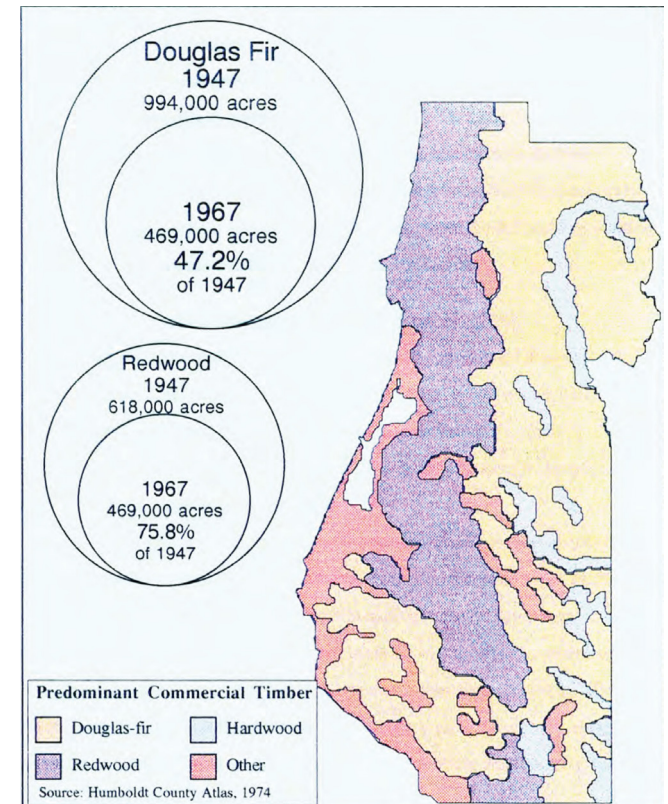 Douglas Fir
1947
994,000 acres
1967
469,000 acres
47.2%
of 1947
Redwood
1947
618,000 acres
1967
469,000 acres
75.8%
of 1947
Predominant Commercial Timber
Douglas-fir
Hardwood
Redwood
Other
Source: Humboldt County Atlas, 1974